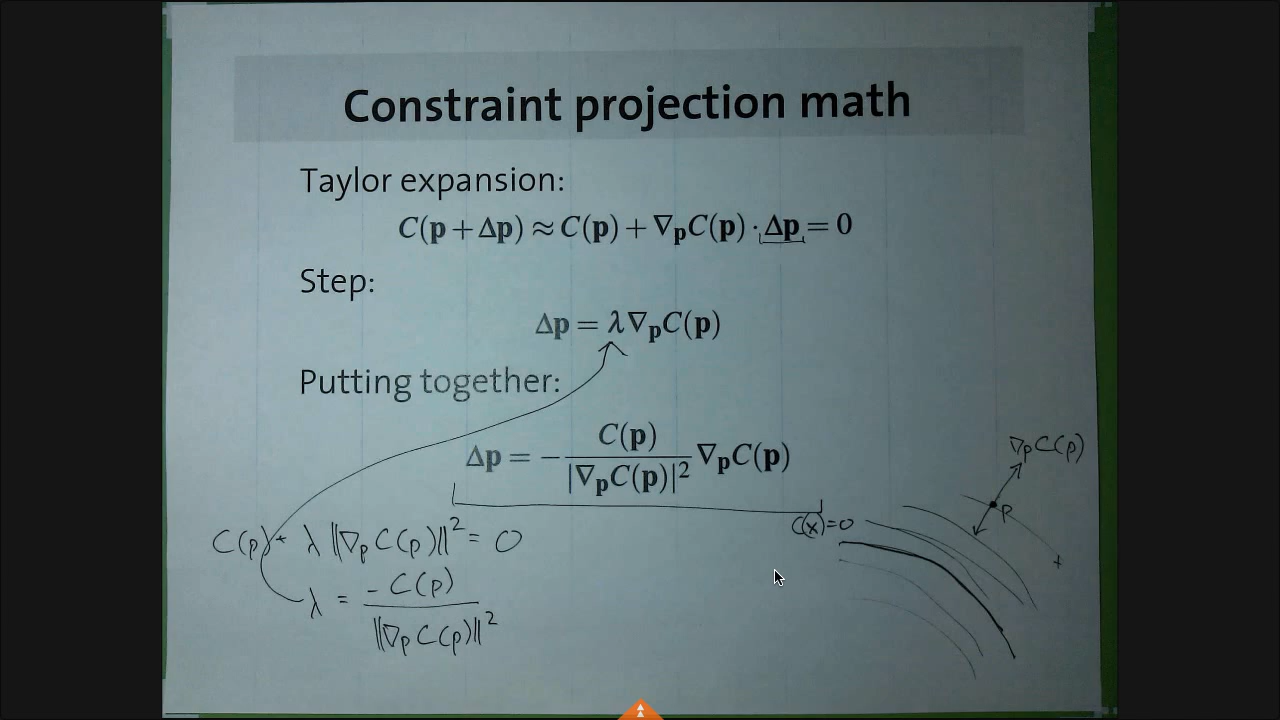 Constraint projection math
Taylor expansion:
C(p + Δp) ≈ C(p) + ∇ₚC(p) · Δp = 0
Step:
Δp = λ∇ₚC(p)
Putting together:
Δp = − C(p) / |∇ₚC(p)|² ∇ₚC(p)
∇ₚC(p)
P
C(x)=0
+
C(p) + λ ||∇ₚC(p)||² = 0
λ = −C(p) / ||∇ₚC(p)||²